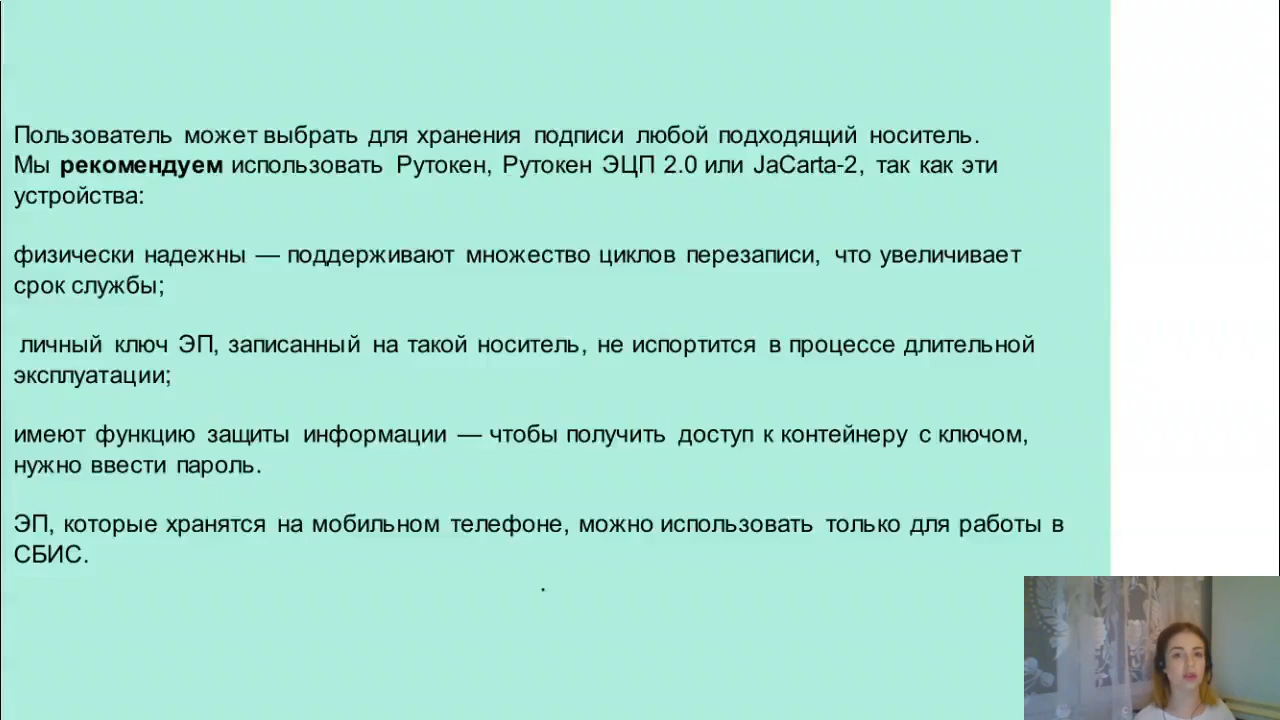 Пользователь может выбрать для хранения подписи любой подходящий носитель.
Мы рекомендуем использовать Рутокен, Рутокен ЭЦП 2.0 или JaCarta-2, так как эти
устройства:
физически надежны — поддерживают множество циклов перезаписи, что увеличивает
срок службы;
личный ключ ЭП, записанный на такой носитель, не испортится в процессе длительной
эксплуатации;
имеют функцию защиты информации — чтобы получить доступ к контейнеру с ключом,
нужно ввести пароль.
ЭП, которые хранятся на мобильном телефоне, можно использовать только для работы в
СБИС.
.